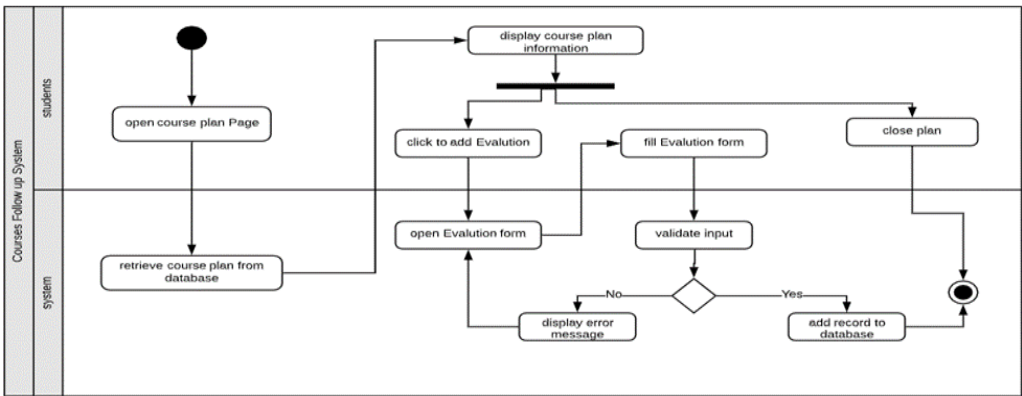 Courses Follow up System
students
system
display course plan
information
open course plan Page
click to add Evalution
fill Evalution form
close plan
open Evalution form
validate input
retrieve course plan from
database
No
Yes
display error
message
add record to
database